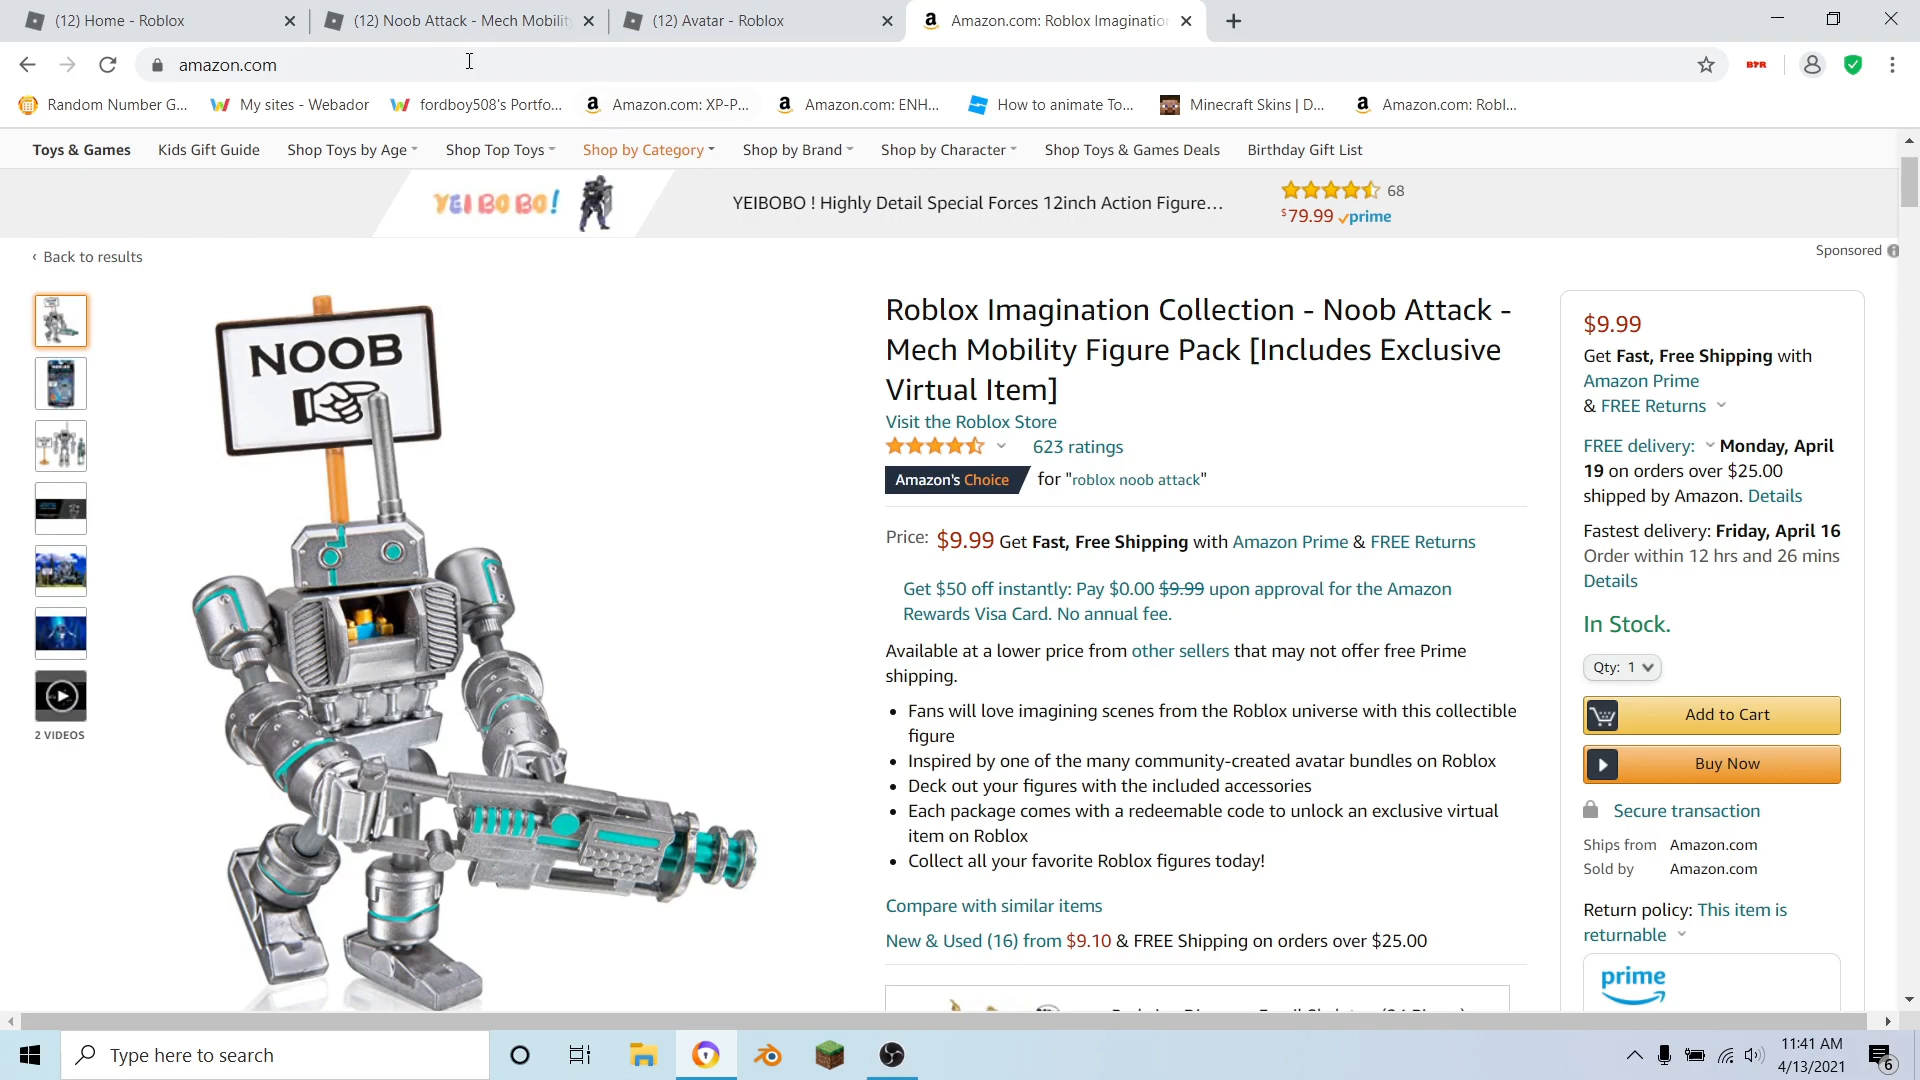 (12) Home - Roblox
(12) Noob Attack - Mech Mobility
(12) Avatar - Roblox
Amazon.com: Roblox Imagination
amazon.com
BTR
Random Number G...
My sites - Webador
fordboy508's Portfo...
Amazon.com: XP-P...
Amazon.com: ENH...
How to animate To...
Minecraft Skins | D...
Amazon.com: Robl...
Toys & Games
Kids Gift Guide
Shop Toys by Age
Shop Top Toys
Shop by Category
Shop by Brand
Shop by Character
Shop Toys & Games Deals
Birthday Gift List
YEIBOBO!
YEIBOBO ! Highly Detail Special Forces 12inch Action Figure...
68
$79.99 prime
‹ Back to results
Sponsored
NOOB
2 VIDEOS
Roblox Imagination Collection - Noob Attack -
Mech Mobility Figure Pack [Includes Exclusive
Virtual Item]
Visit the Roblox Store
623 ratings
Amazon's Choice for "roblox noob attack"
Price: $9.99 Get Fast, Free Shipping with Amazon Prime & FREE Returns
Get $50 off instantly: Pay $0.00 $9.99 upon approval for the Amazon
Rewards Visa Card. No annual fee.
Available at a lower price from other sellers that may not offer free Prime
shipping.
• Fans will love imagining scenes from the Roblox universe with this collectible
figure
• Inspired by one of the many community-created avatar bundles on Roblox
• Deck out your figures with the included accessories
• Each package comes with a redeemable code to unlock an exclusive virtual
item on Roblox
• Collect all your favorite Roblox figures today!
Compare with similar items
New & Used (16) from $9.10 & FREE Shipping on orders over $25.00
$9.99
Get Fast, Free Shipping with
Amazon Prime
& FREE Returns
FREE delivery: Monday, April
19 on orders over $25.00
shipped by Amazon. Details
Fastest delivery: Friday, April 16
Order within 12 hrs and 26 mins
Details
In Stock.
Qty: 1
Add to Cart
Buy Now
Secure transaction
Ships from Amazon.com
Sold by Amazon.com
Return policy: This item is
returnable
prime
Type here to search
11:41 AM
4/13/2021
6